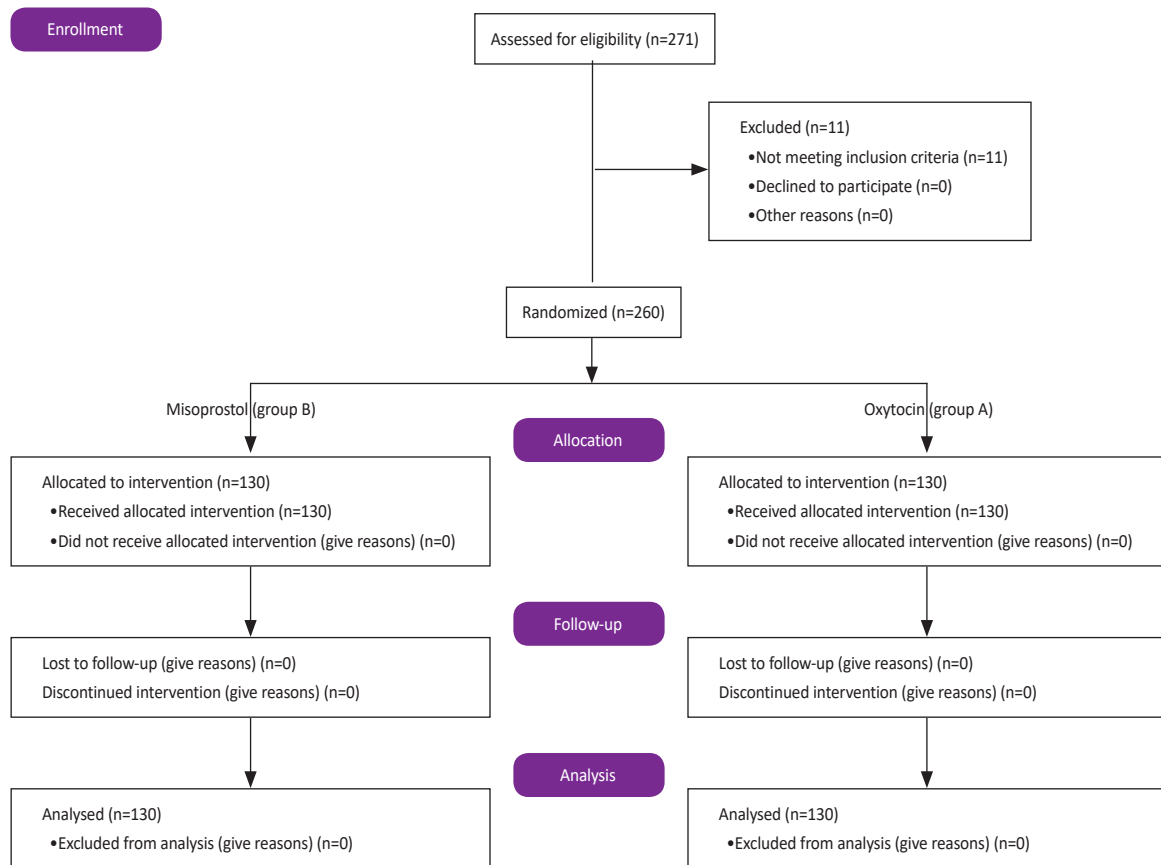 Enrollment
Assessed for eligibility (n=271)
Excluded (n=11)
•Not meeting inclusion criteria (n=11)
•Declined to participate (n=0)
•Other reasons (n=0)
Randomized (n=260)
Misoprostol (group B)
Oxytocin (group A)
Allocation
Allocated to intervention (n=130)
•Received allocated intervention (n=130)
•Did not receive allocated intervention (give reasons) (n=0)
Allocated to intervention (n=130)
•Received allocated intervention (n=130)
•Did not receive allocated intervention (give reasons) (n=0)
Follow-up
Lost to follow-up (give reasons) (n=0)
Discontinued intervention (give reasons) (n=0)
Lost to follow-up (give reasons) (n=0)
Discontinued intervention (give reasons) (n=0)
Analysis
Analysed (n=130)
•Excluded from analysis (give reasons) (n=0)
Analysed (n=130)
•Excluded from analysis (give reasons) (n=0)